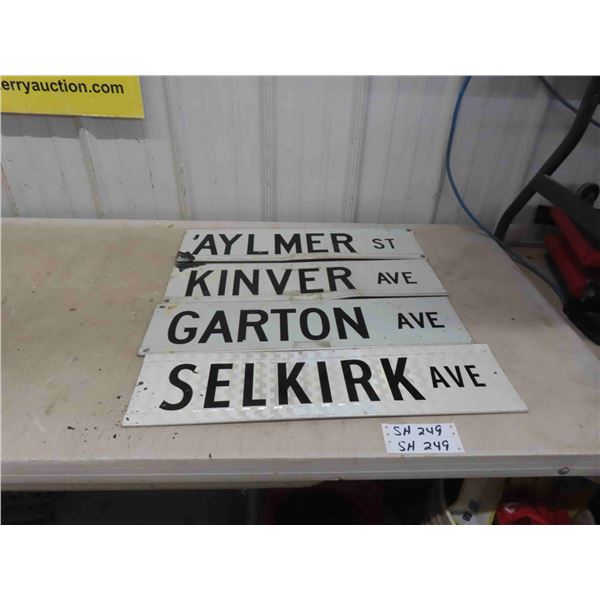 erryauction.com
AYLMER ST
KINVER AVE
GARTON AVE
SELKIRK AVE
SH 249
SH 249